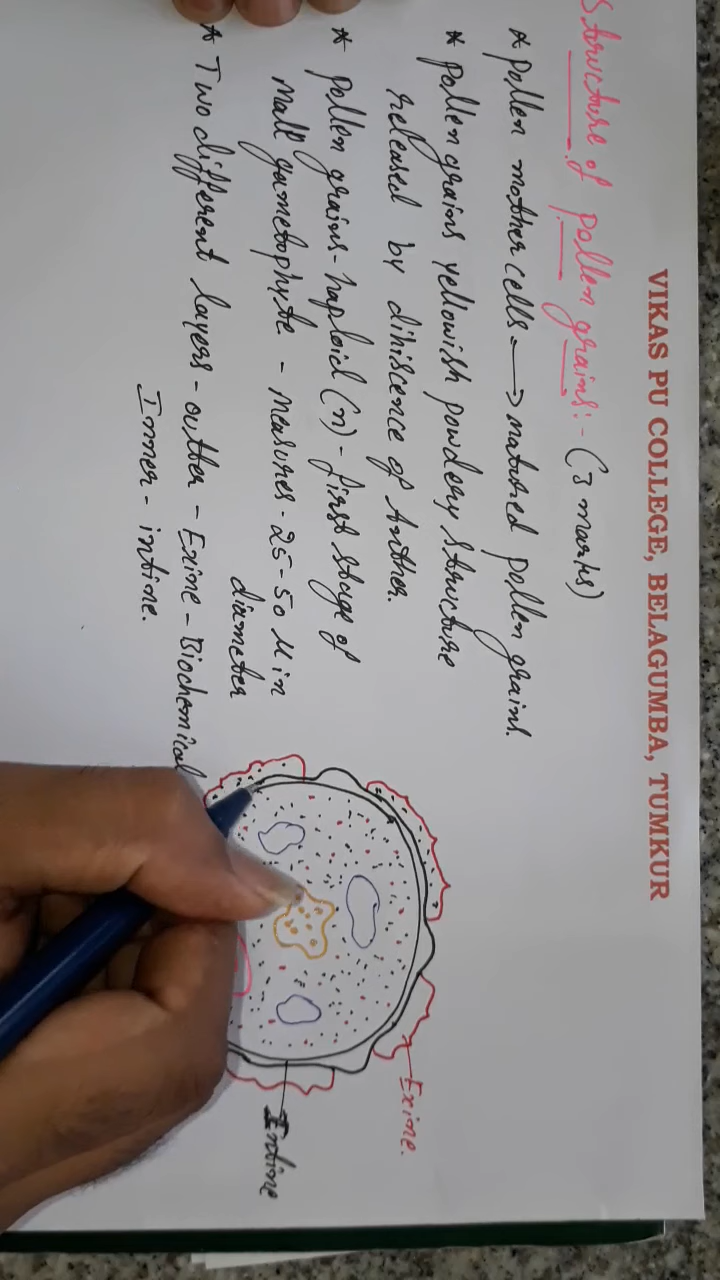 VIKAS PU COLLEGE, BELAGUMBA, TUMKUR
Structure of pollen grains:- (3 marks)
* Pollen mother cells → matured pollen grains.
* Pollen grains yellowish powdery structure
released by dihiscence of Anther.
* Pollen grains - haploid (n) - first stage of
male gametophyte - measures - 25-50 μ in
diameter
* Two different layers - outter - Exine - Biochemical
Inner - intine.
Exine.
Intine